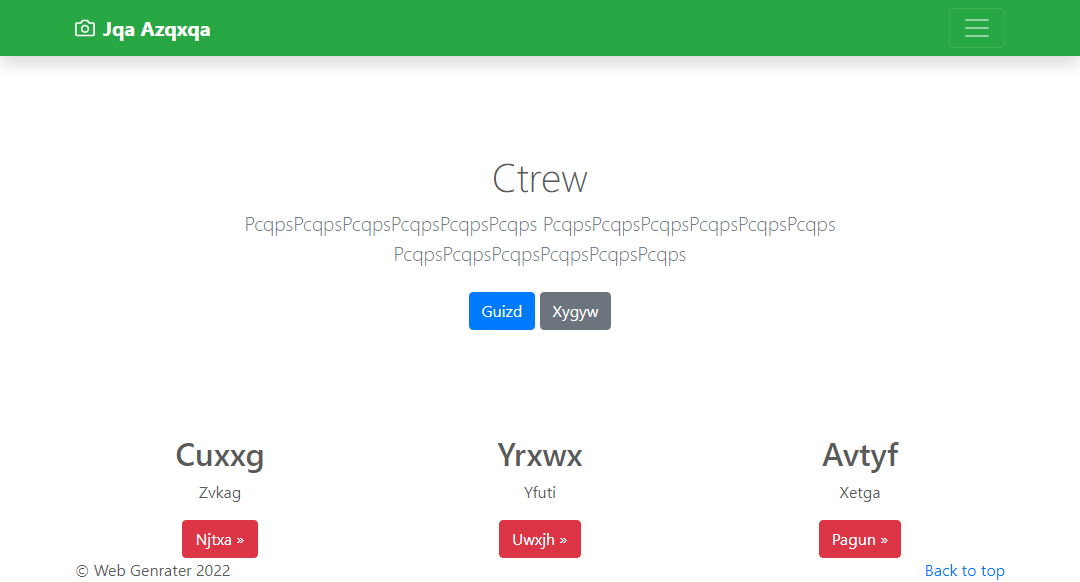 Jqa Azqxqa
Ctrew
PcqpsPcqpsPcqpsPcqpsPcqpsPcqps PcqpsPcqpsPcqpsPcqpsPcqpsPcqps
PcqpsPcqpsPcqpsPcqpsPcqpsPcqps
Guizd Xygyw
Cuxxg Yrxwx Avtyf
Zvkag Yfuti Xetga
Njtxa » Uwxjh » Pagun »
© Web Genrater 2022 Back to top